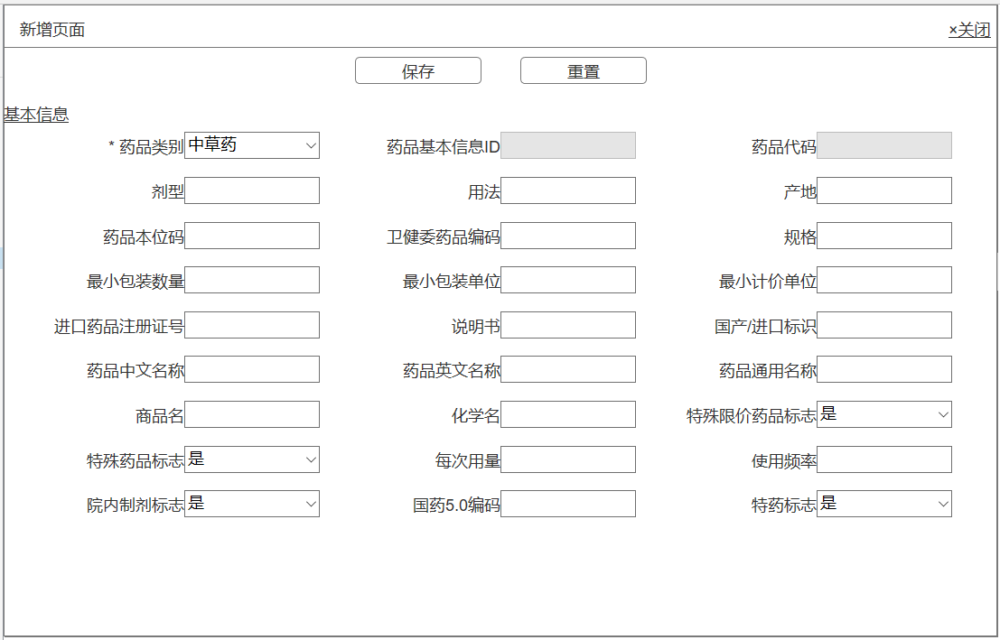 新增页面 ×关闭
保存 重置
基本信息
* 药品类别 中草药 药品基本信息ID 药品代码
剂型 用法 产地
药品本位码 卫健委药品编码 规格
最小包装数量 最小包装单位 最小计价单位
进口药品注册证号 说明书 国产/进口标识
药品中文名称 药品英文名称 药品通用名称
商品名 化学名 特殊限价药品标志 是
特殊药品标志 是 每次用量 使用频率
院内制剂标志 是 国药5.0编码 特药标志 是